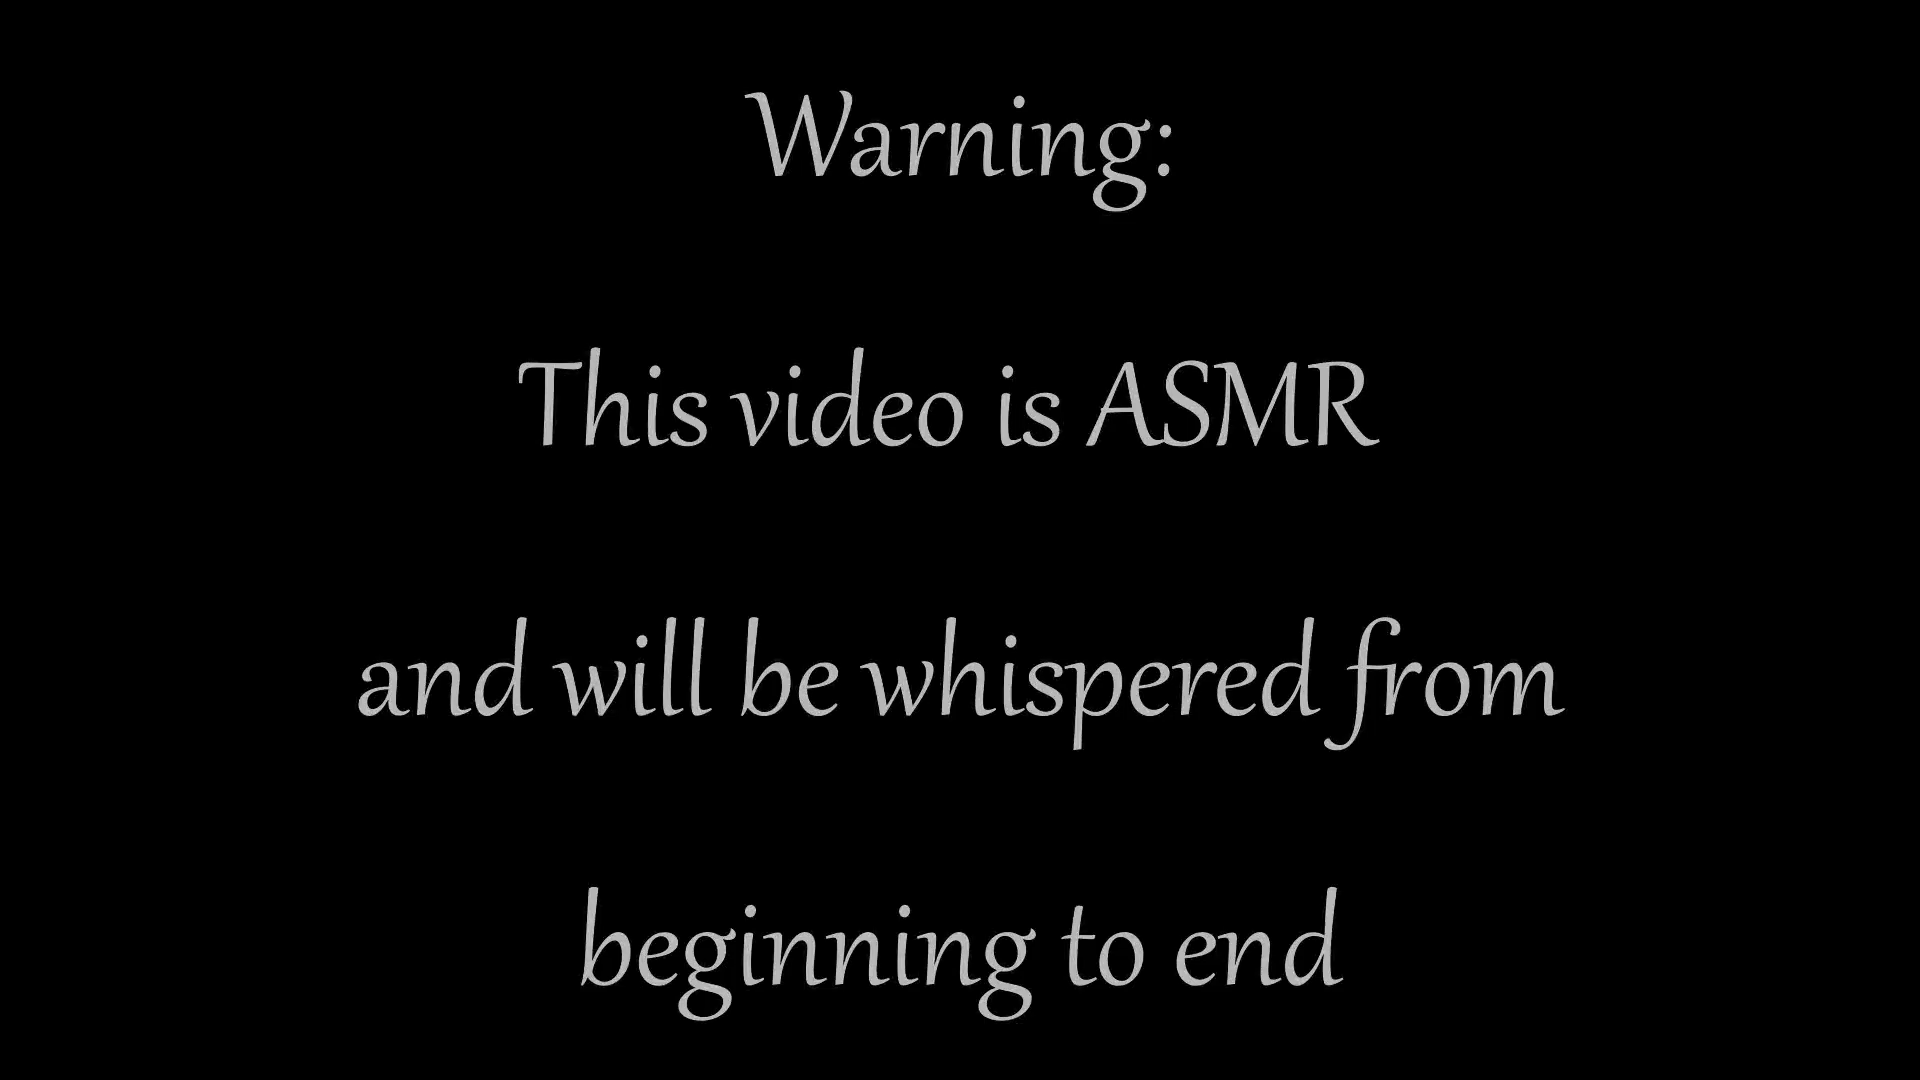 Warning:
This video is ASMR
and will be whispered from
beginning to end